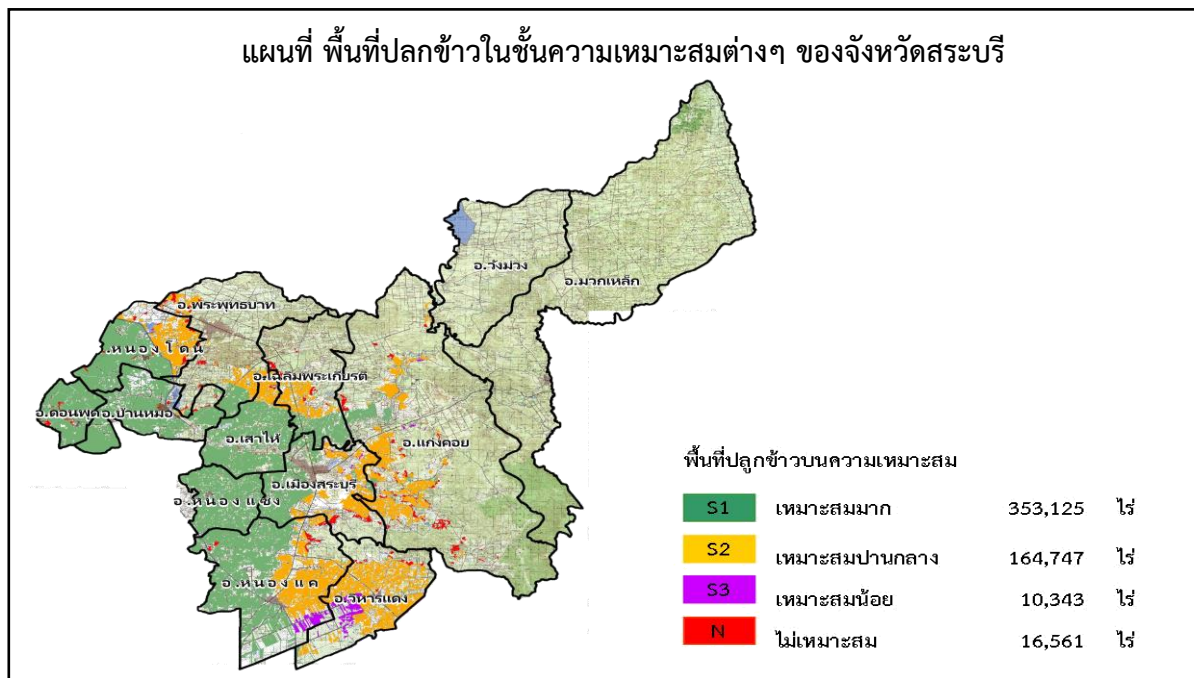 แผนที่ พื้นที่ปลกข้าวในชั้นความเหมาะสมต่างๆ ของจังหวัดสระบรี
อ.วังม่วง
อ.มวกเหล็ก
อ.พระพุทธบาท
อ.หนองโดน
อ.เฉลิมพระเกียรติ
อ.ดอนพุด
อ.บ้านหมอ
อ.เสาไห้
อ.แก่งคอย
อ.เมืองสระบุรี
อ.หนองแซง
อ.หนองแค
อ.วิหารแดง
พื้นที่ปลูกข้าวบนความเหมาะสม
S1 เหมาะสมมาก 353,125 ไร่
S2 เหมาะสมปานกลาง 164,747 ไร่
S3 เหมาะสมน้อย 10,343 ไร่
N ไม่เหมาะสม 16,561 ไร่